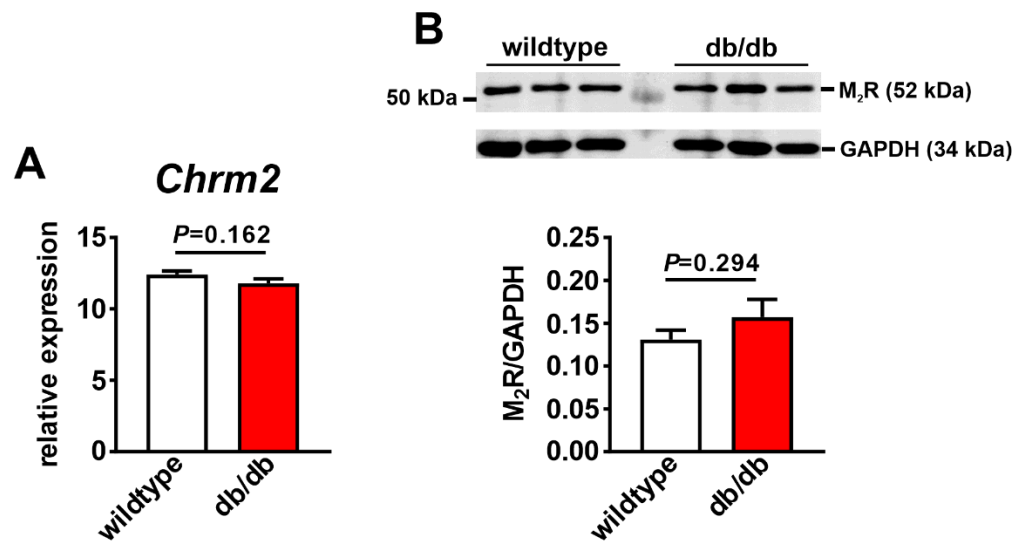 B
wildtype
db/db
50 kDa
M₂R (52 kDa)
GAPDH (34 kDa)
A
Chrm2
relative expression
15
10
5
0
P=0.162
wildtype
db/db
M₂R/GAPDH
0.25
0.20
0.15
0.10
0.05
0.00
P=0.294
wildtype
db/db